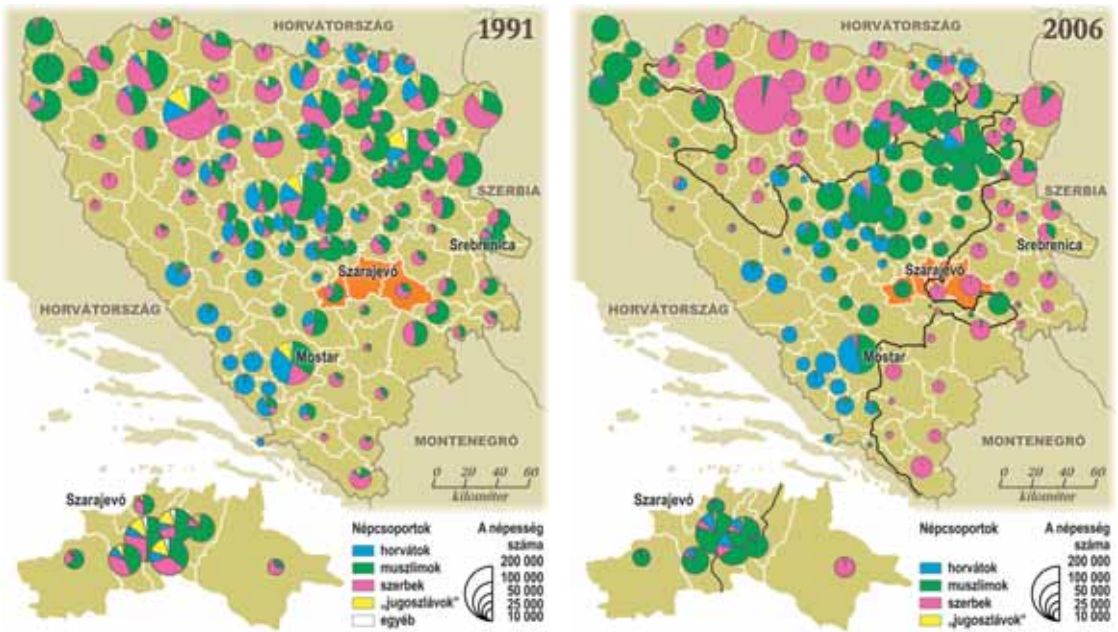 HORVÁTORSZÁG
1991
SZERBIA
Srebrenica
Szarajevó
HORVÁTORSZÁG
Mostar
MONTENEGRÓ
0 20 40 60
kilométer
Szarajevó
Népcsoportok
horvátok
muszlimok
szerbek
„jugoszlávok"
egyéb
A népesség
száma
200 000
100 000
50 000
25 000
10 000
HORVÁTORSZÁG
2006
SZERBIA
Srebrenica
Szarajevó
HORVÁTORSZÁG
Mostar
MONTENEGRÓ
0 20 40 60
kilométer
Szarajevó
Népcsoportok
horvátok
muszlimok
szerbek
„jugoszlávok"
A népesség
száma
200 000
100 000
50 000
25 000
10 000